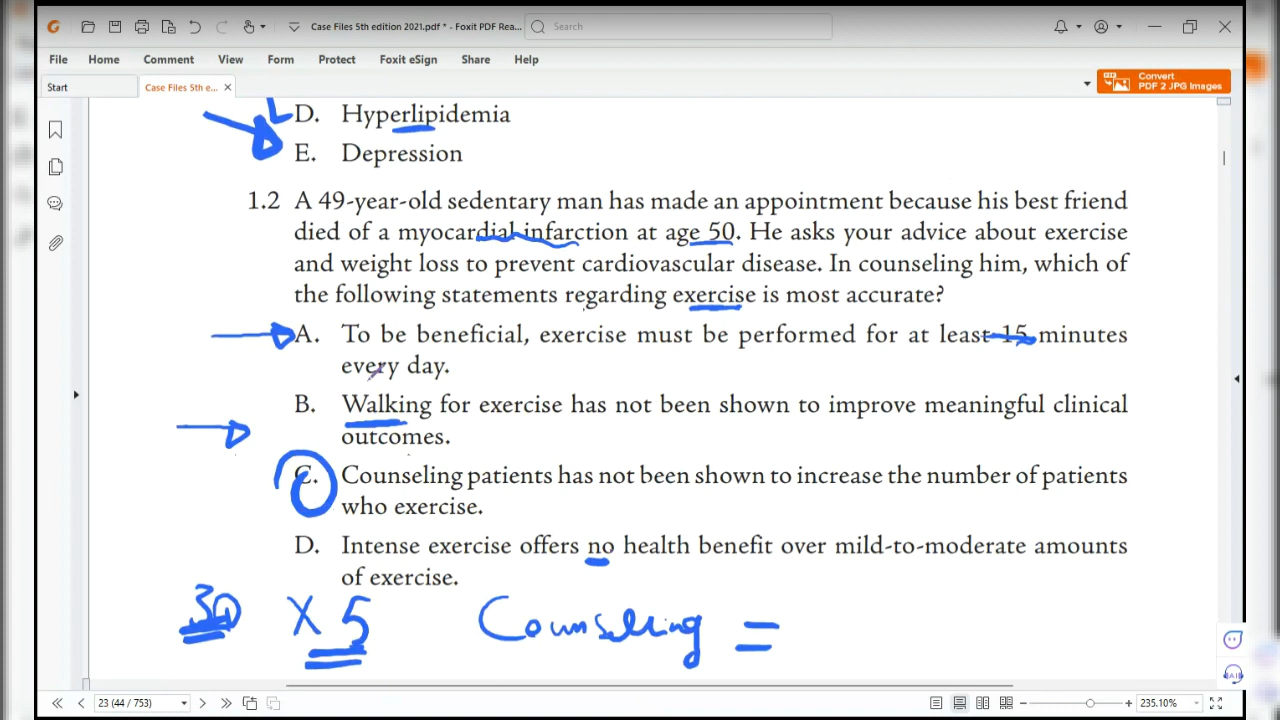 Case Files 5th edition 2021.pdf * - Foxit PDF Rea...
Search
File Home Comment View Form Protect Foxit eSign Share Help
Start
Case Files 5th e...
Convert
PDF 2 JPG Images
D. Hyperlipidemia
E. Depression
1.2 A 49-year-old sedentary man has made an appointment because his best friend
died of a myocardial infarction at age 50. He asks your advice about exercise
and weight loss to prevent cardiovascular disease. In counseling him, which of
the following statements regarding exercise is most accurate?
A. To be beneficial, exercise must be performed for at least 15 minutes
every day.
B. Walking for exercise has not been shown to improve meaningful clinical
outcomes.
C. Counseling patients has not been shown to increase the number of patients
who exercise.
D. Intense exercise offers no health benefit over mild-to-moderate amounts
of exercise.
30 X 5 Counselling =
23 (44 / 753)
235.10%